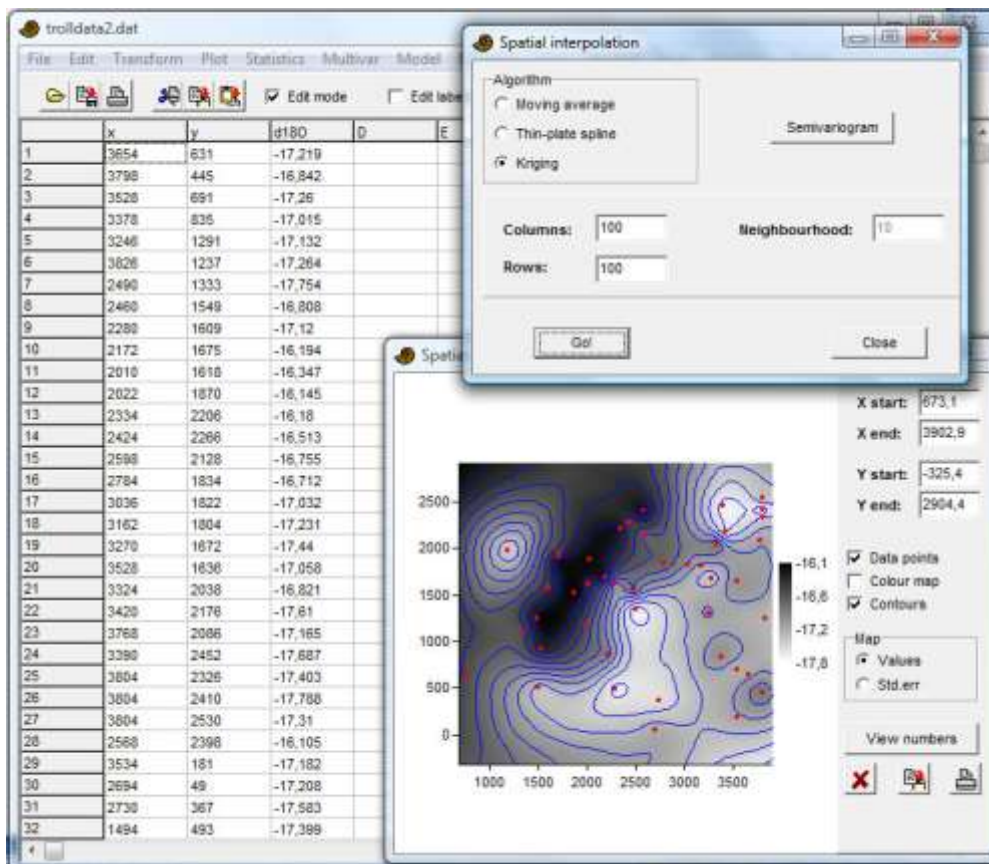 trolldata2.dat
File Edit Transform Plot Statistics Multivar Model
Edit mode Edit labe
x y d18O D E
1 3654 631 -17,219
2 3798 445 -16,842
3 3528 691 -17,26
4 3378 835 -17,015
5 3246 1291 -17,132
6 3826 1237 -17,264
7 2490 1333 -17,754
8 2460 1549 -16,808
9 2280 1609 -17,12
10 2172 1675 -16,194
11 2010 1618 -16,347
12 2022 1870 -16,145
13 2334 2206 -16,18
14 2424 2266 -16,513
15 2598 2128 -16,755
16 2784 1834 -16,712
17 3036 1822 -17,032
18 3162 1804 -17,231
19 3270 1672 -17,44
20 3528 1636 -17,058
21 3324 2038 -16,821
22 3420 2176 -17,61
23 3768 2086 -17,165
24 3390 2452 -17,687
25 3804 2326 -17,403
26 3804 2410 -17,788
27 3804 2530 -17,31
28 2568 2398 -16,105
29 3534 181 -17,182
30 2694 49 -17,208
31 2730 367 -17,583
32 1494 493 -17,399
Spatial interpolation
Algorithm
Moving average
Thin-plate spline
Kriging
Semivariogram
Columns: 100
Neighbourhood: 10
Rows: 100
Go!
Close
Spatia
X start: 673,1
X end: 3902,9
Y start: -325,4
Y end: 2904,4
Data points
Colour map
Contours
Map
Values
Std.err
View numbers
2500
2000
1500
1000
500
0
1000 1500 2000 2500 3000 3500
-16,1
-16,6
-17,2
-17,8